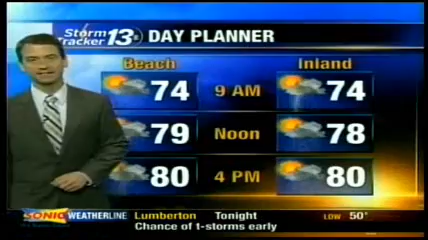 Storm Tracker 13 DAY PLANNER
Beach Inland
74 9 AM 74
79 Noon 78
80 4 PM 80
SONIC WEATHERLINE Lumberton Tonight LOW 50°
Chance of t-storms early